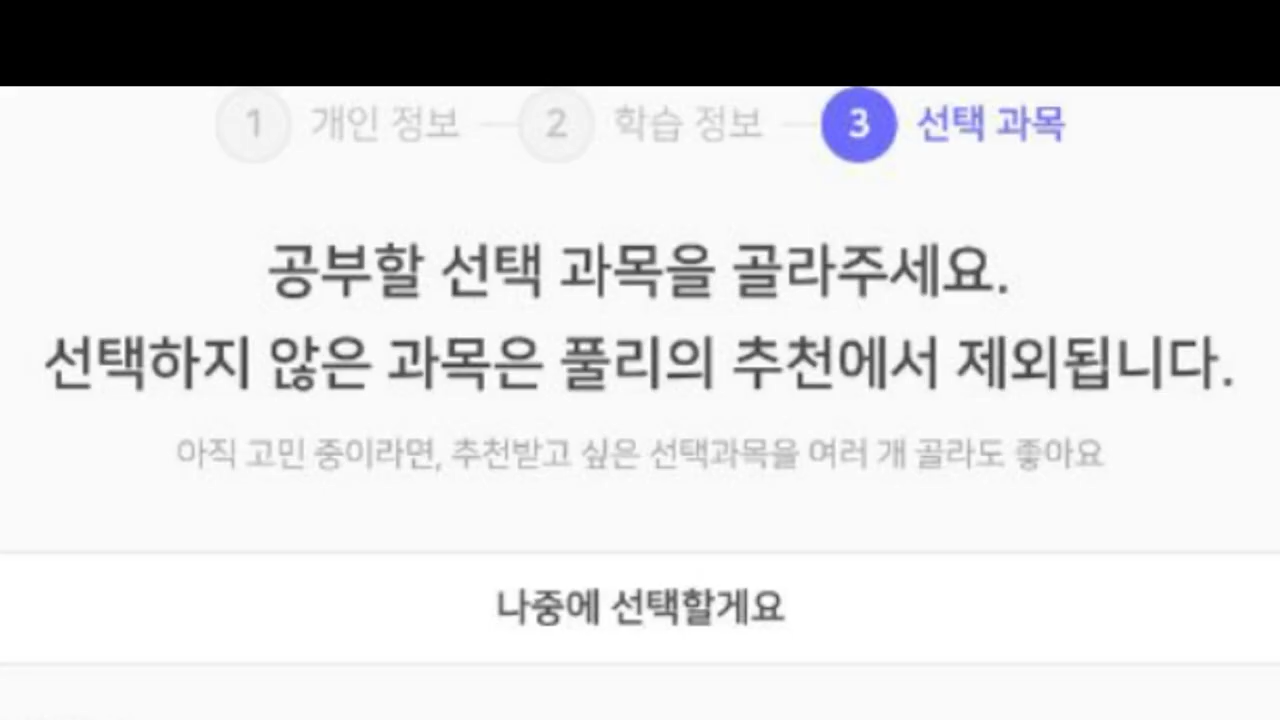 1 개인 정보 2 학습 정보 3 선택 과목
공부할 선택 과목을 골라주세요.
선택하지 않은 과목은 풀리의 추천에서 제외됩니다.
아직 고민 중이라면, 추천받고 싶은 선택과목을 여러 개 골라도 좋아요
나중에 선택할게요